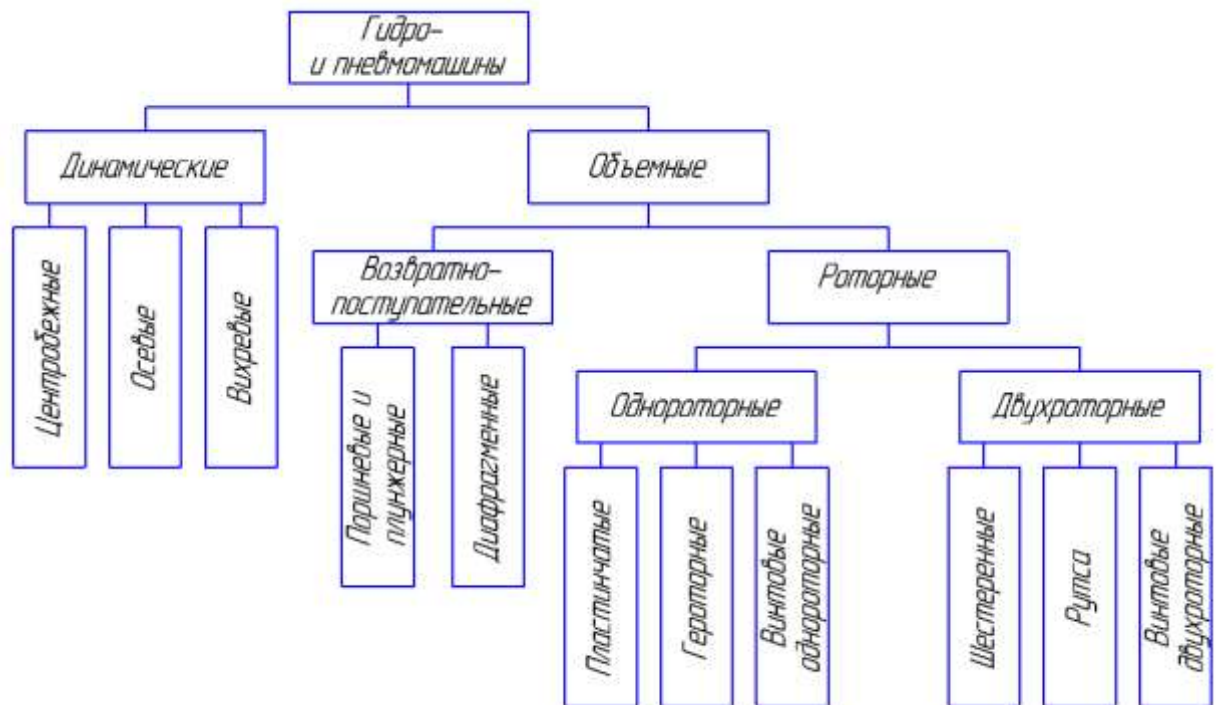 Гидро-
и пневмомашины
Динамические
Объемные
Центробежные
Осевые
Вихревые
Возвратно-
поступательные
Роторные
Поршневые и
плунжерные
Диафрагменные
Однороторные
Двухроторные
Пластинчатые
Героторные
Винтовые
однороторные
Шестеренные
Рутса
Винтовые
двухроторные